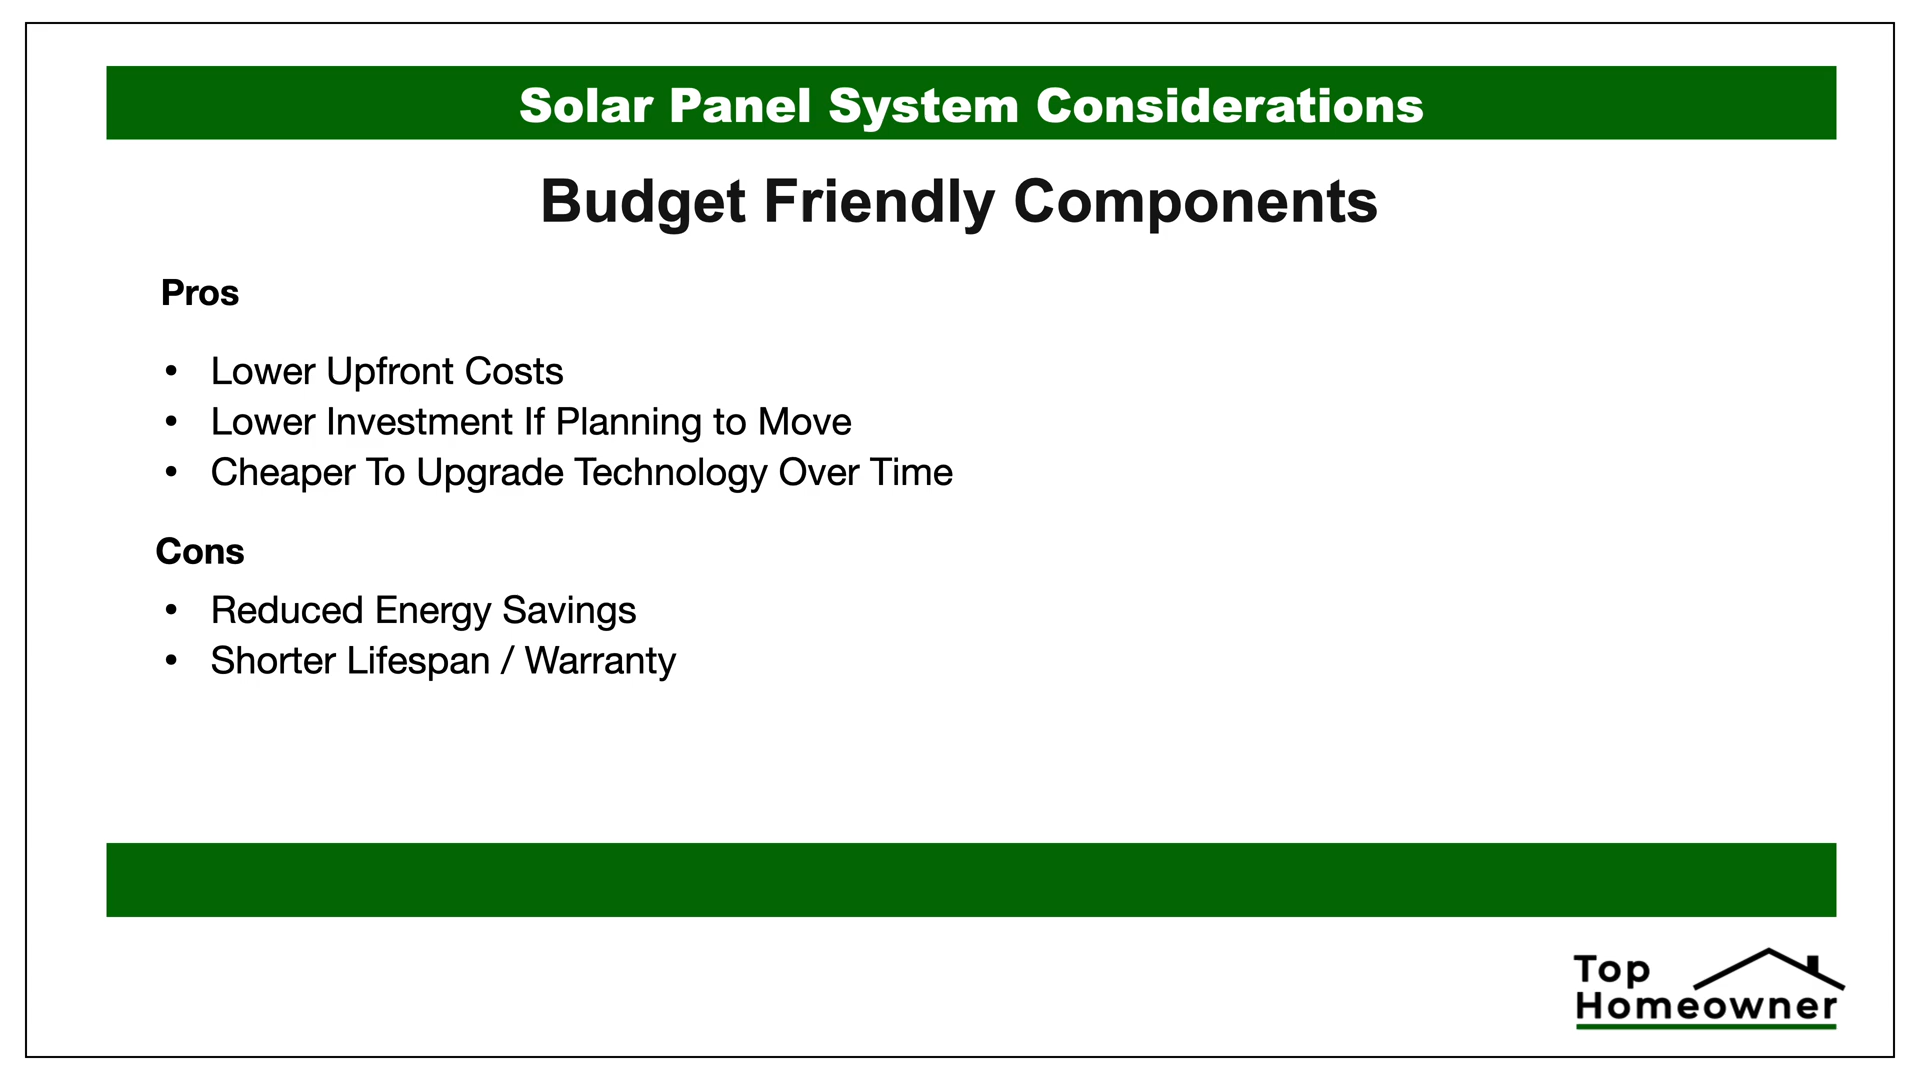 Solar Panel System Considerations
Budget Friendly Components
Pros
• Lower Upfront Costs
• Lower Investment If Planning to Move
• Cheaper To Upgrade Technology Over Time
Cons
• Reduced Energy Savings
• Shorter Lifespan / Warranty
Top
Homeowner